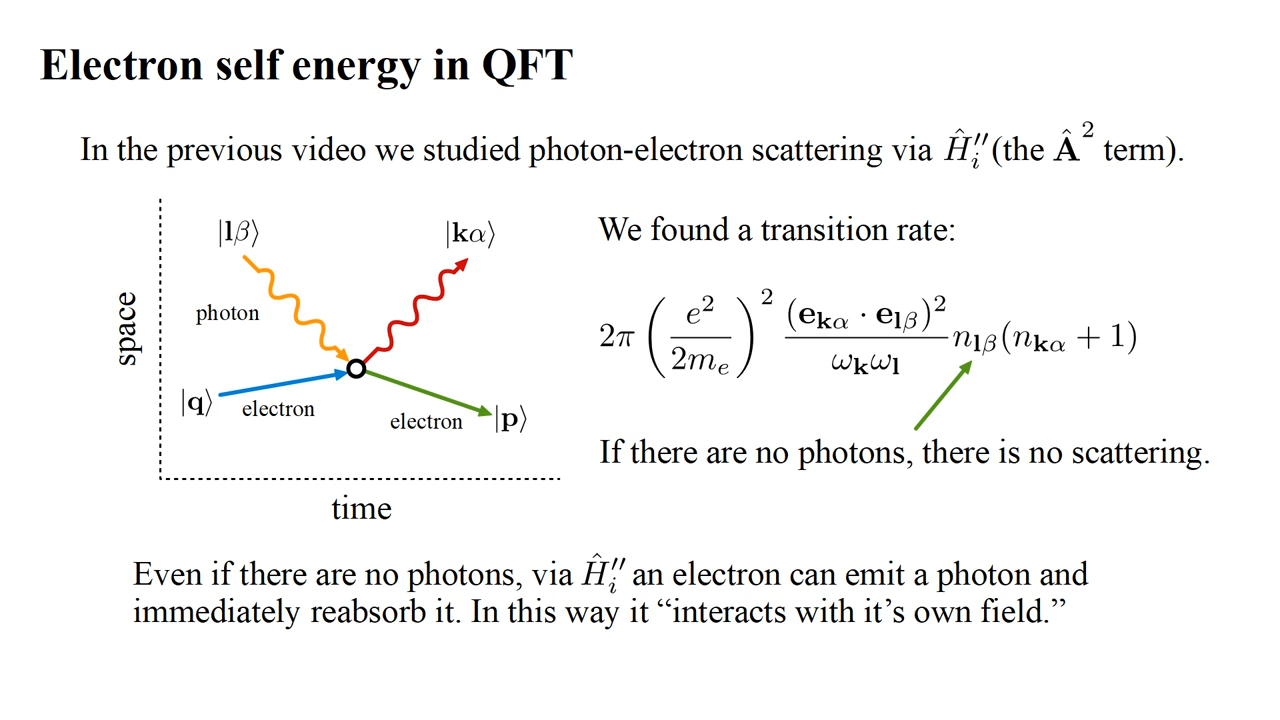 Electron self energy in QFT
In the previous video we studied photon-electron scattering via Ĥᵢ″ (the Â² term).
|lβ⟩
|kα⟩
We found a transition rate:
photon
space
2π (e²/2mₑ)² (e_kα · e_lβ)²/ω_kω_l n_lβ(n_kα + 1)
|q⟩
electron
electron
|p⟩
If there are no photons, there is no scattering.
time
Even if there are no photons, via Ĥᵢ″ an electron can emit a photon and
immediately reabsorb it. In this way it “interacts with it’s own field.”